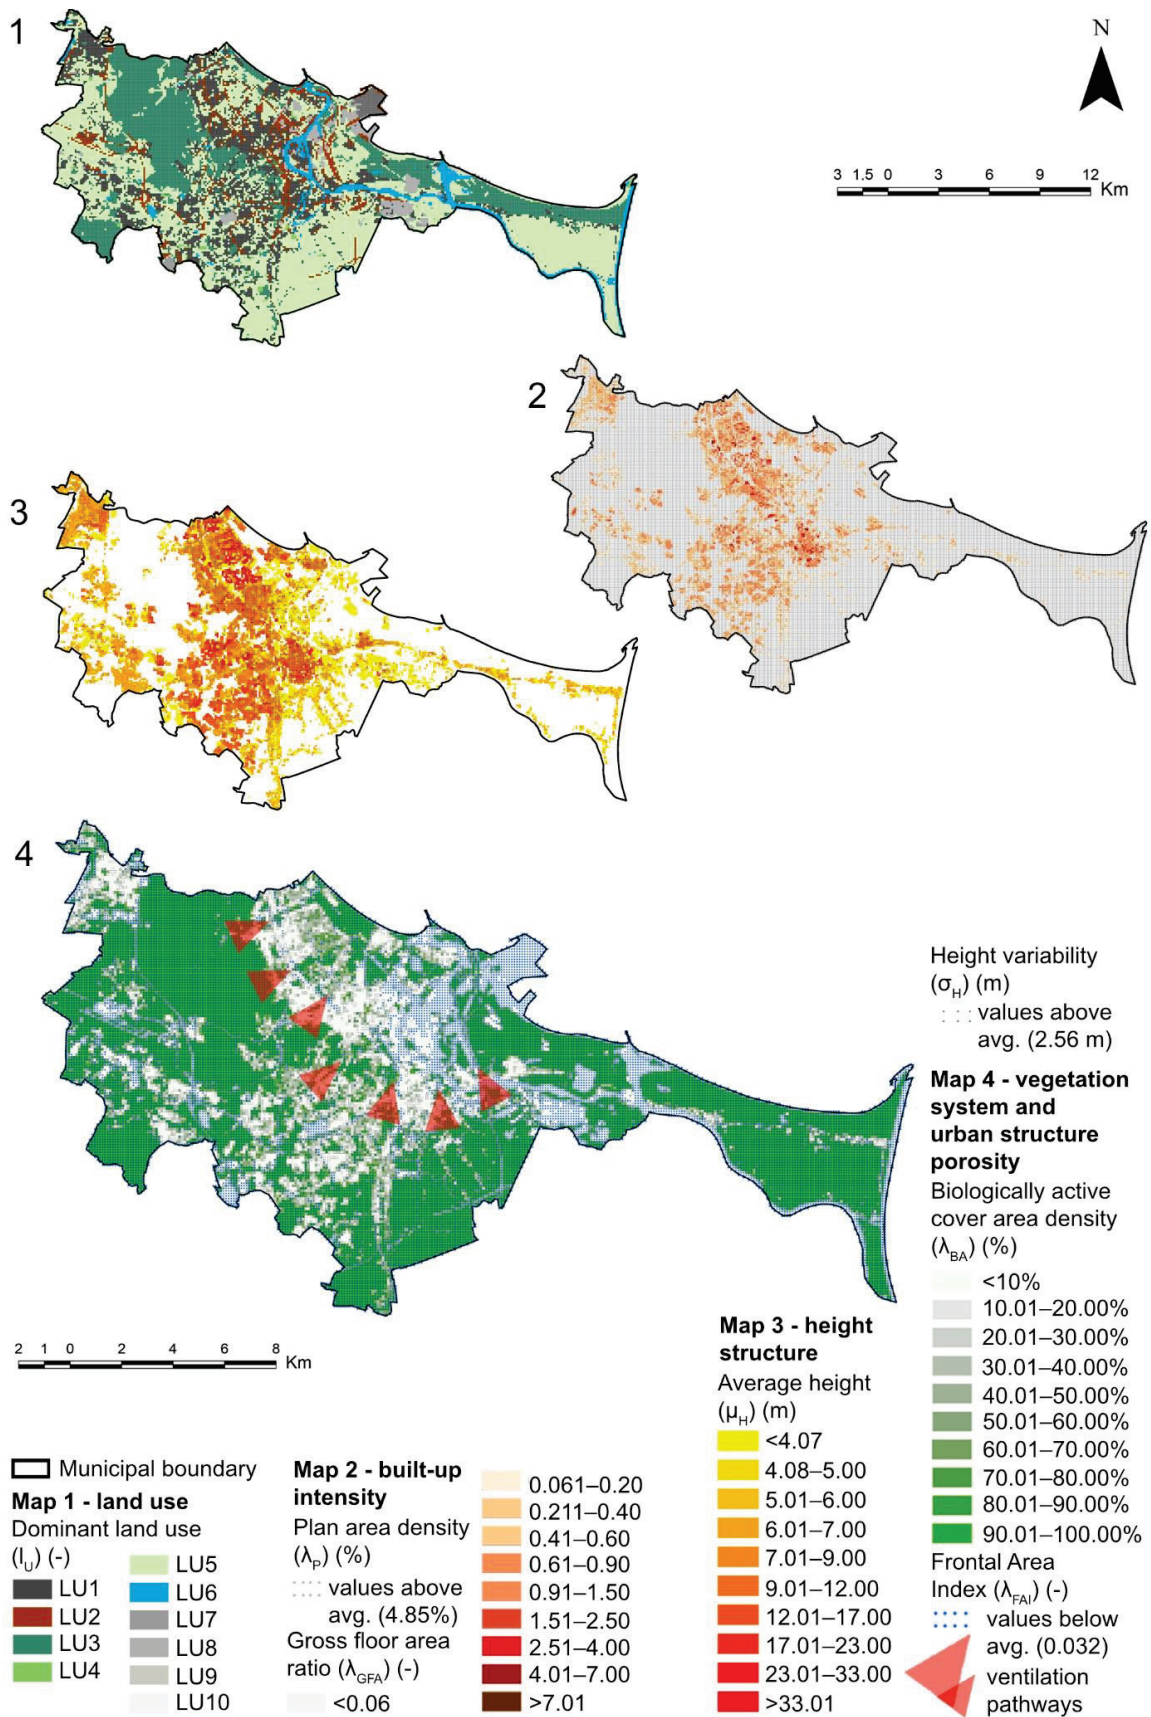 1
N
3 1.5 0 3 6 9 12 Km
2
3
4
2 1 0 2 4 6 8 Km
Municipal boundary
Map 1 - land use
Dominant land use
(lU) (-)
LU1
LU2
LU3
LU4
LU5
LU6
LU7
LU8
LU9
LU10
Map 2 - built-up
intensity
Plan area density
(λP) (%)
values above
avg. (4.85%)
Gross floor area
ratio (λGFA) (-)
<0.06
0.061–0.20
0.211–0.40
0.41–0.60
0.61–0.90
0.91–1.50
1.51–2.50
2.51–4.00
4.01–7.00
>7.01
Map 3 - height
structure
Average height
(μH) (m)
<4.07
4.08–5.00
5.01–6.00
6.01–7.00
7.01–9.00
9.01–12.00
12.01–17.00
17.01–23.00
23.01–33.00
>33.01
Height variability
(σH) (m)
values above
avg. (2.56 m)
Map 4 - vegetation
system and
urban structure
porosity
Biologically active
cover area density
(λBA) (%)
<10%
10.01–20.00%
20.01–30.00%
30.01–40.00%
40.01–50.00%
50.01–60.00%
60.01–70.00%
70.01–80.00%
80.01–90.00%
90.01–100.00%
Frontal Area
Index (λFAI) (-)
values below
avg. (0.032)
ventilation
pathways